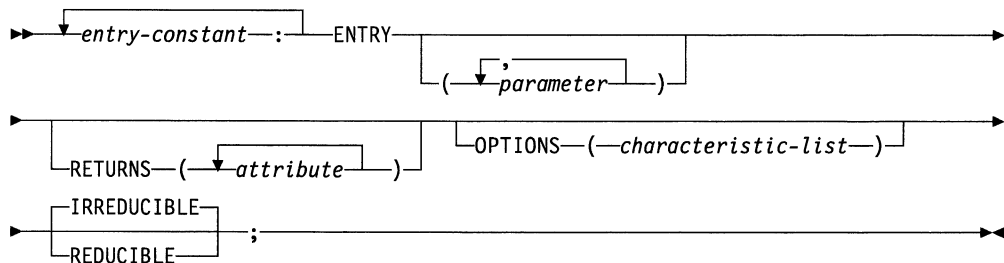 entry-constant : ENTRY
,
( parameter )
RETURNS ( attribute )
OPTIONS ( characteristic-list )
IRREDUCIBLE
REDUCIBLE
;